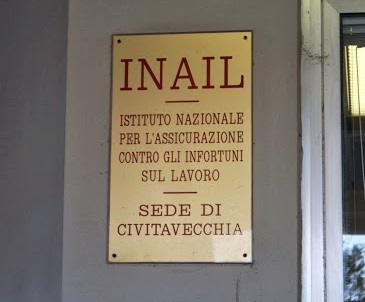 INAIL
ISTITUTO NAZIONALE
PER L'ASSICURAZIONE
CONTRO GLI INFORTUNI
SUL LAVORO
SEDE DI
CIVITAVECCHIA